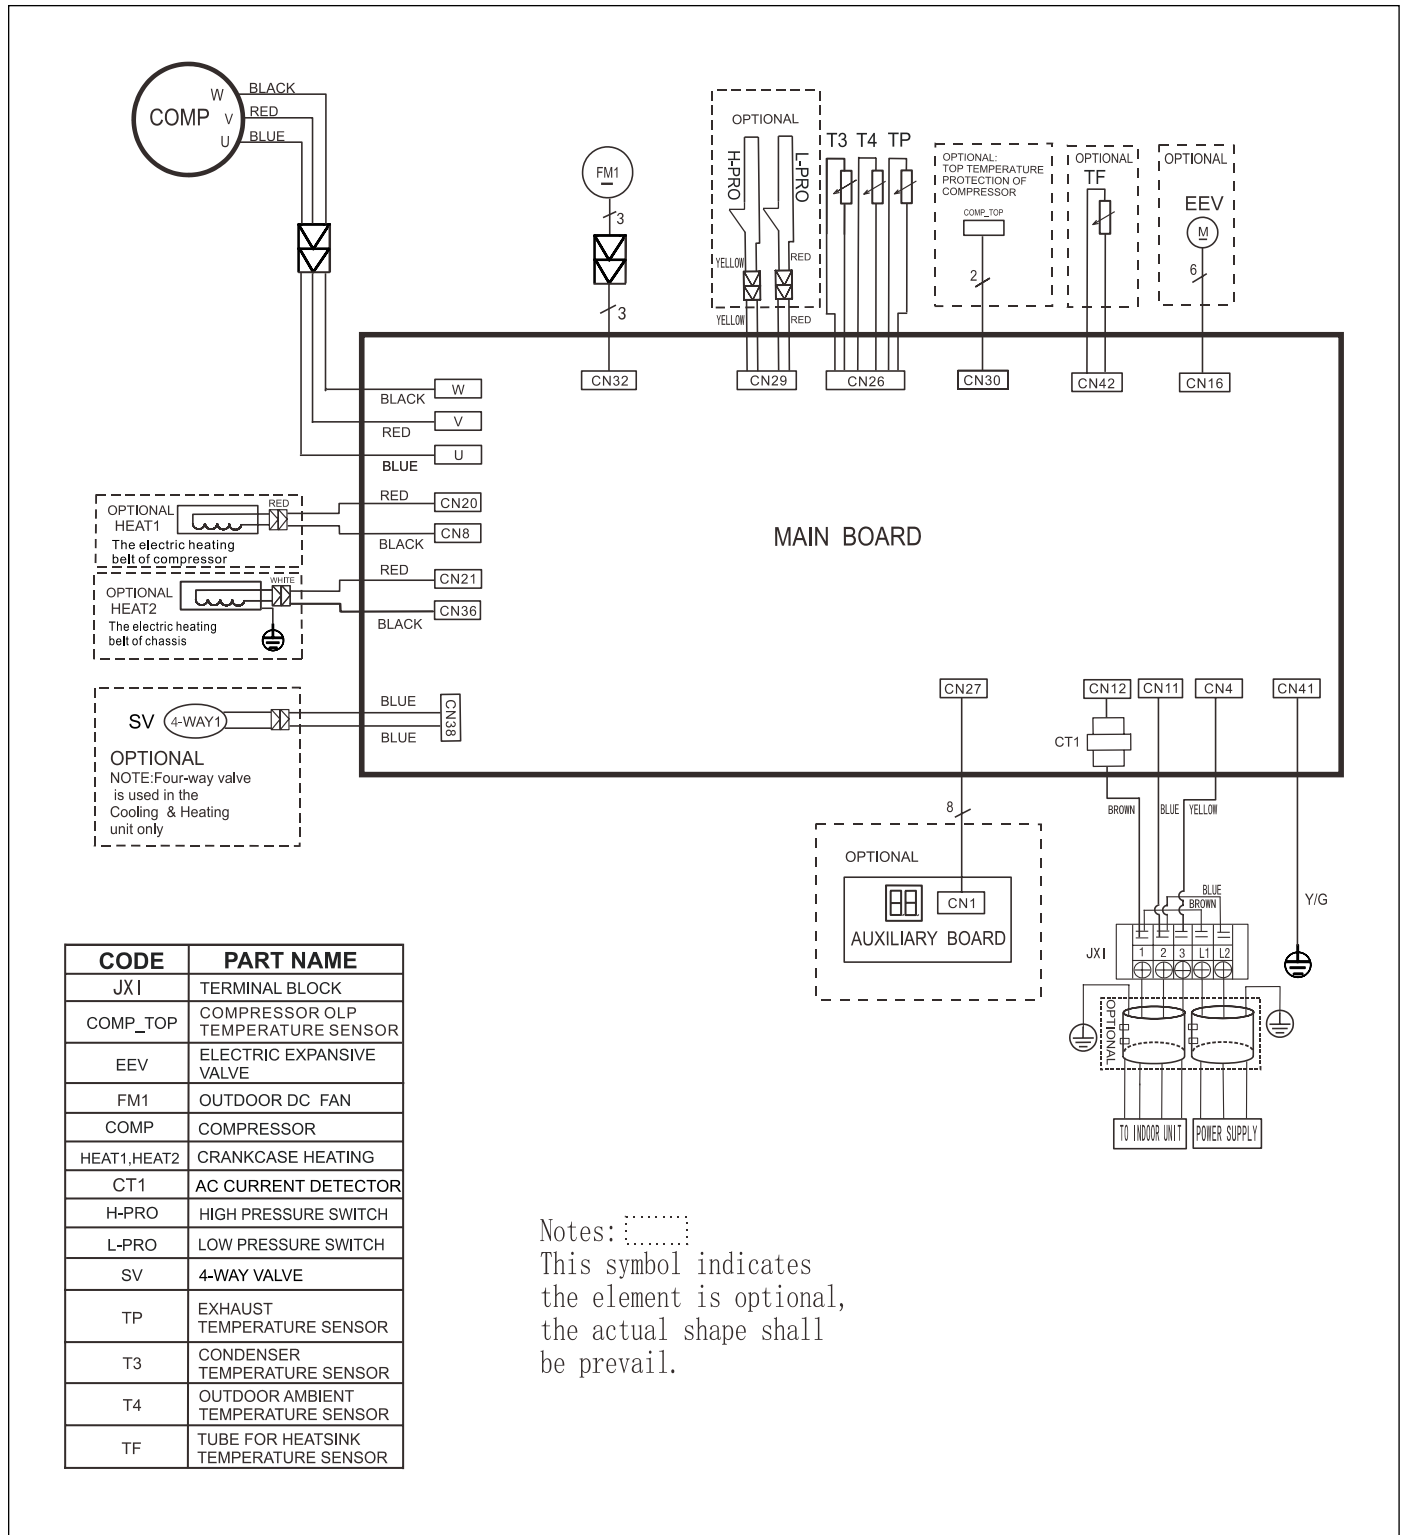 COMP
W
V
U
BLACK
RED
BLUE
FM1
3
3
OPTIONAL
H-PRO
L-PRO
YELLOW
RED
YELLOW
RED
T3 T4 TP
OPTIONAL:
TOP TEMPERATURE
PROTECTION OF
COMPRESSOR
COMP_TOP
2
OPTIONAL
TF
OPTIONAL
EEV
M
6
CN32
CN29
CN26
CN30
CN42
CN16
BLACK
W
RED
V
BLUE
U
OPTIONAL
HEAT1
RED
The electric heating
belt of compressor
RED
CN20
BLACK
CN8
OPTIONAL
HEAT2
WHITE
The electric heating
belt of chassis
RED
CN21
BLACK
CN36
MAIN BOARD
SV
4-WAY1
OPTIONAL
NOTE:Four-way valve
is used in the
Cooling & Heating
unit only
BLUE
BLUE
CN38
CN27
CN12
CN11
CN4
CN41
CT1
8
BROWN
BLUE
YELLOW
Y/G
OPTIONAL
CN1
AUXILIARY BOARD
BLUE
BROWN
JXI
1 2 3 L1 L2
OPTIONAL
TO INDOOR UNIT
POWER SUPPLY
CODE PART NAME
JXI TERMINAL BLOCK
COMP_TOP COMPRESSOR OLP
TEMPERATURE SENSOR
EEV ELECTRIC EXPANSIVE
VALVE
FM1 OUTDOOR DC FAN
COMP COMPRESSOR
HEAT1,HEAT2 CRANKCASE HEATING
CT1 AC CURRENT DETECTOR
H-PRO HIGH PRESSURE SWITCH
L-PRO LOW PRESSURE SWITCH
SV 4-WAY VALVE
TP EXHAUST
TEMPERATURE SENSOR
T3 CONDENSER
TEMPERATURE SENSOR
T4 OUTDOOR AMBIENT
TEMPERATURE SENSOR
TF TUBE FOR HEATSINK
TEMPERATURE SENSOR
Notes:
This symbol indicates
the element is optional,
the actual shape shall
be prevail.